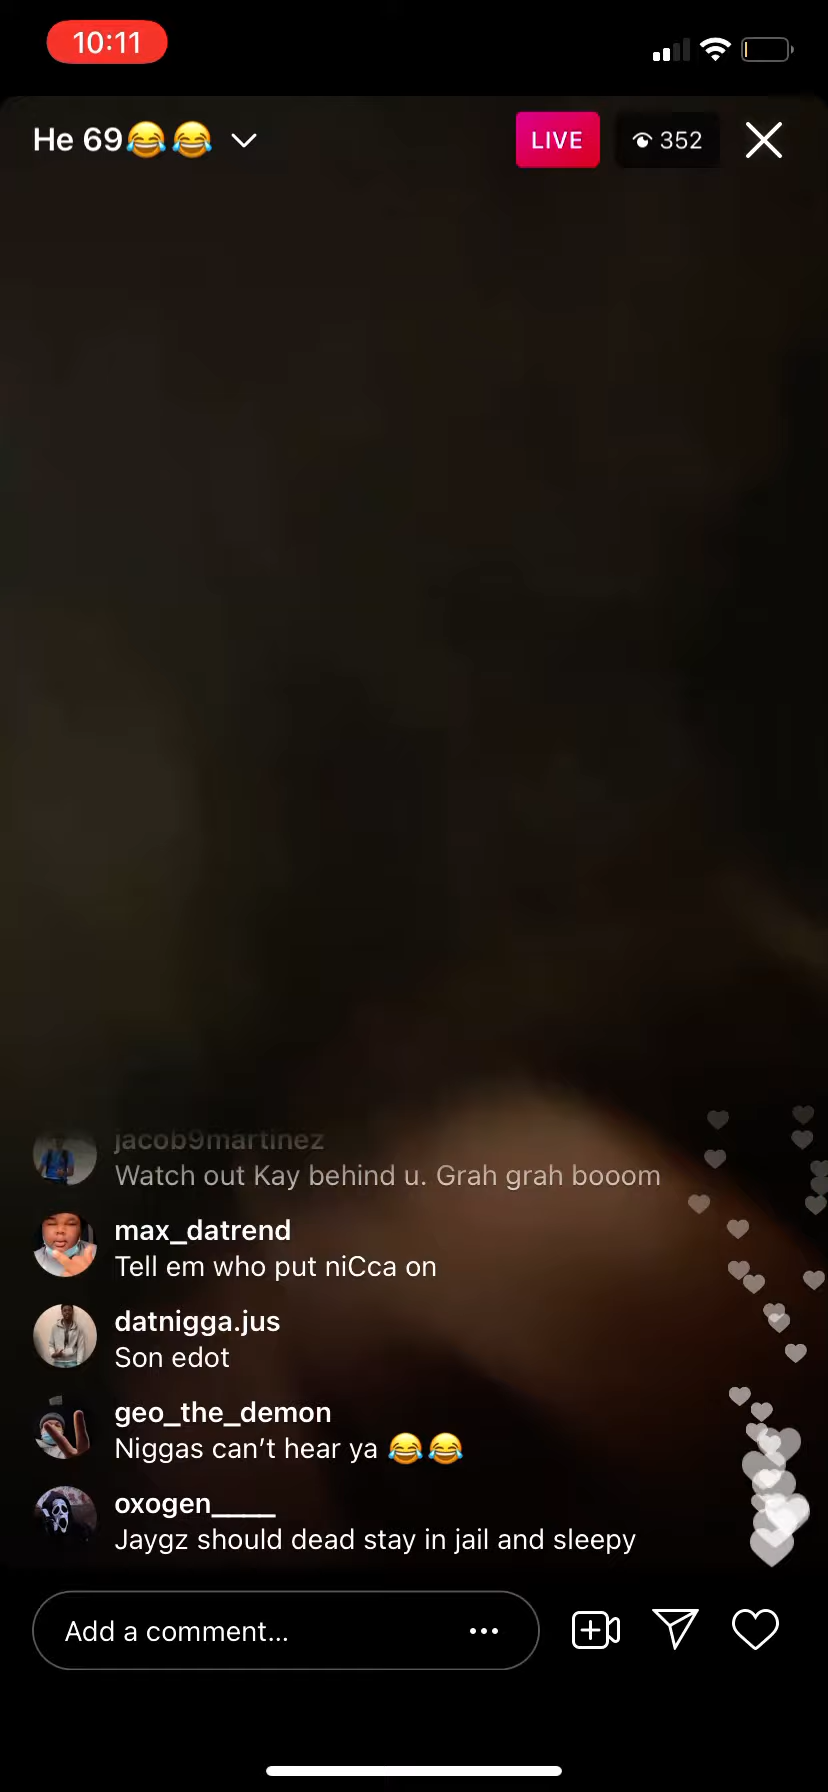 10:11
He 69😂😂
LIVE
352
jacob9martinez
Watch out Kay behind u. Grah grah booom
max_datrend
Tell em who put niCca on
datnigga.jus
Son edot
geo_the_demon
Niggas can’t hear ya 😂😂
oxogen____
Jaygz should dead stay in jail and sleepy
Add a comment...